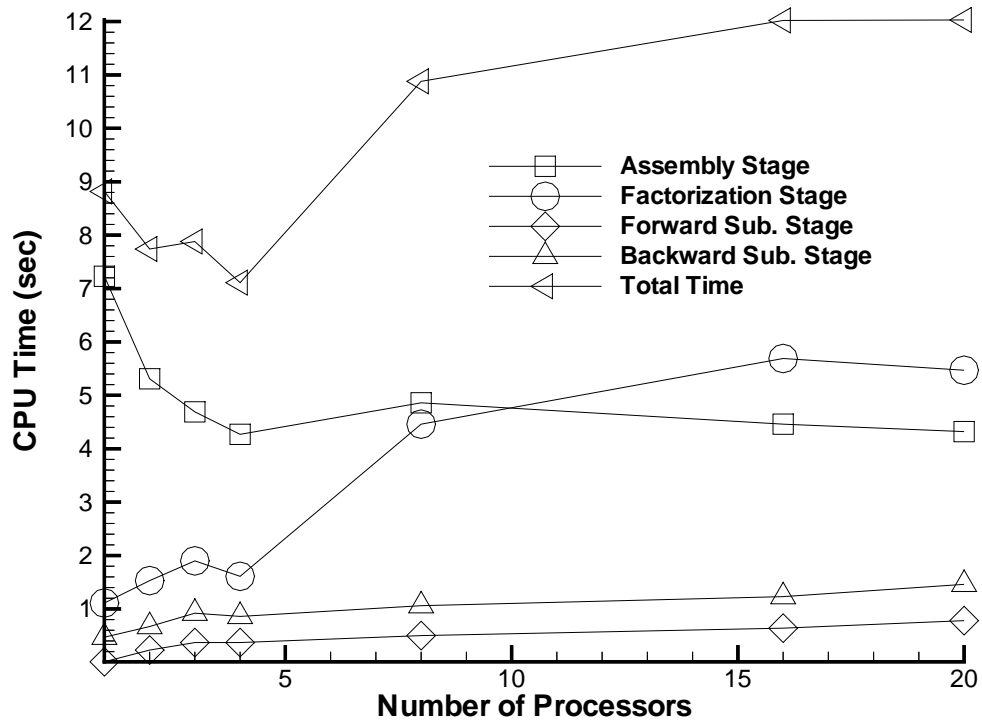 12
11
10
9
8
7
6
5
4
3
2
1
CPU Time (sec)
Assembly Stage
Factorization Stage
Forward Sub. Stage
Backward Sub. Stage
Total Time
5
10
15
20
Number of Processors